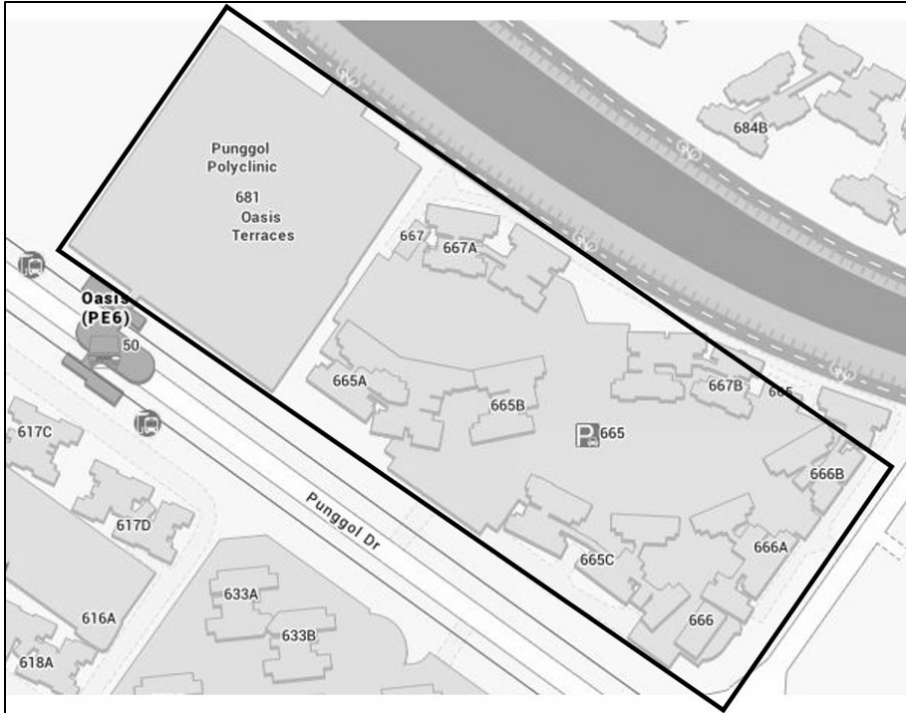 684B
Punggol
Polyclinic
681
Oasis
Terraces
667
667A
Oasis
(PE6)
50
665A
665B
667B
665
P
665
666B
617C
617D
Punggol Dr
665C
666A
633A
633B
666
616A
618A